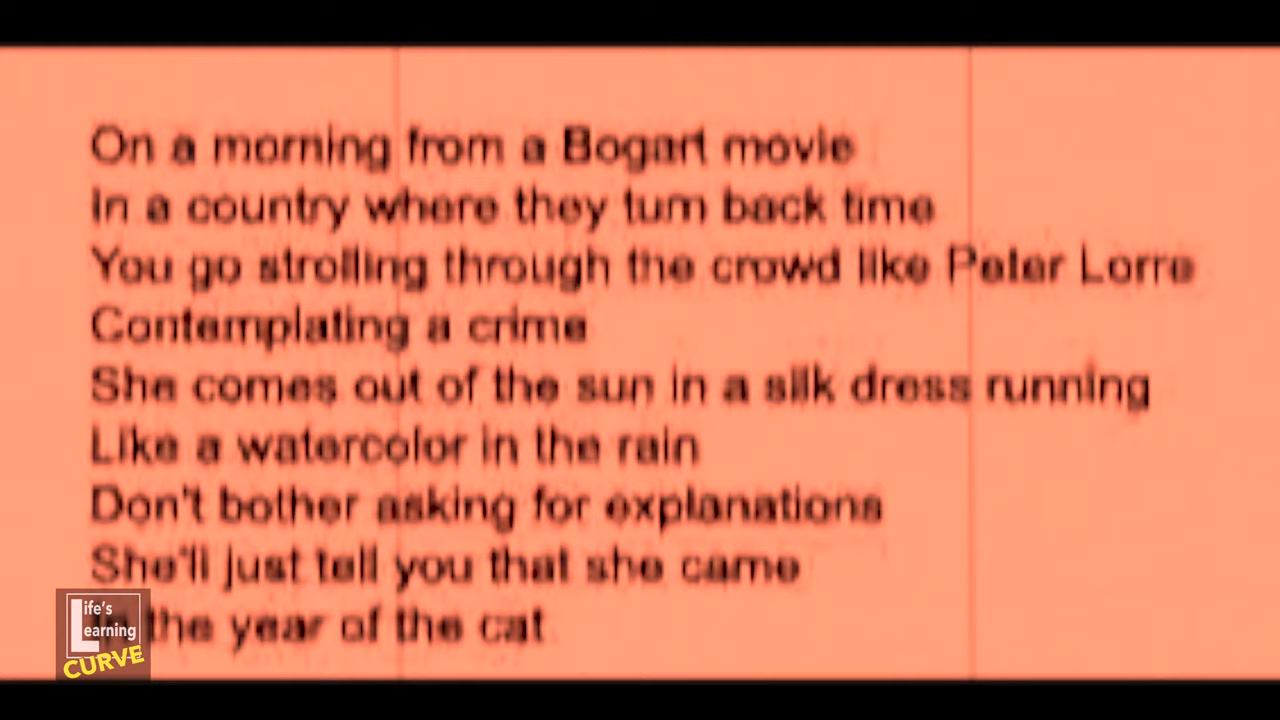 On a morning from a Bogart movie
In a country where they turn back time
You go strolling through the crowd like Peter Lorre
Contemplating a crime
She comes out of the sun in a silk dress running
Like a watercolor in the rain
Don't bother asking for explanations
She'll just tell you that she came
In the year of the cat
Life's
Learning
CURVE